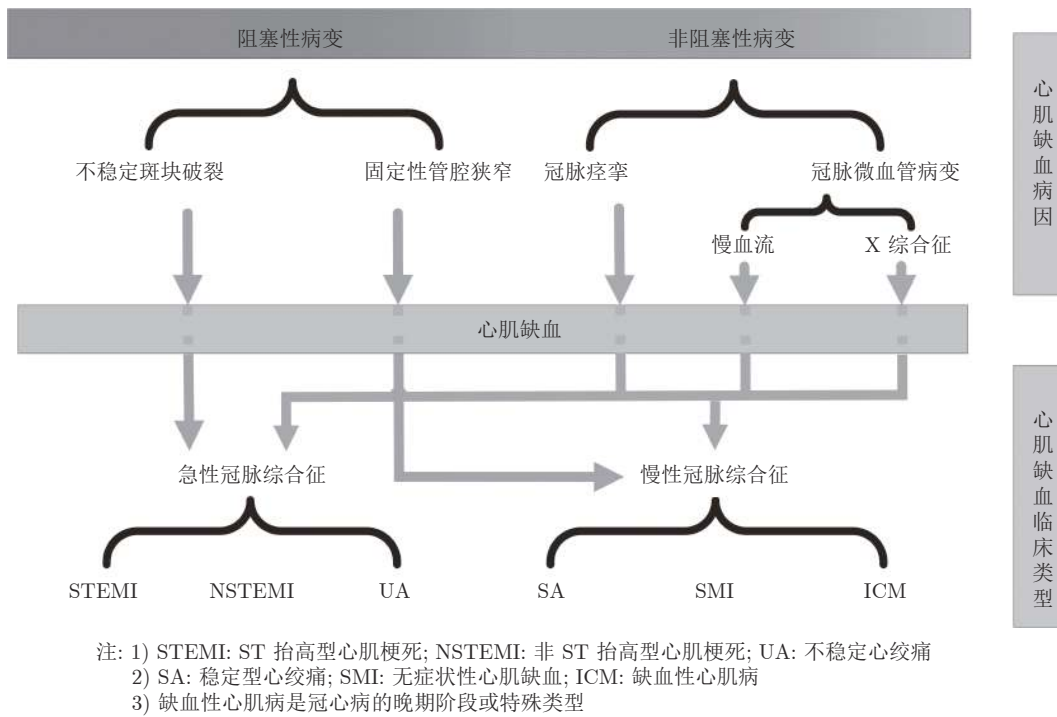 阻塞性病变
非阻塞性病变
心肌缺血病因
不稳定斑块破裂
固定性管腔狭窄
冠脉痉挛
冠脉微血管病变
慢血流
X 综合征
心肌缺血
心肌缺血临床类型
急性冠脉综合征
慢性冠脉综合征
STEMI
NSTEMI
UA
SA
SMI
ICM
注: 1) STEMI: ST 抬高型心肌梗死; NSTEMI: 非 ST 抬高型心肌梗死; UA: 不稳定心绞痛
2) SA: 稳定型心绞痛; SMI: 无症状性心肌缺血; ICM: 缺血性心肌病
3) 缺血性心肌病是冠心病的晚期阶段或特殊类型